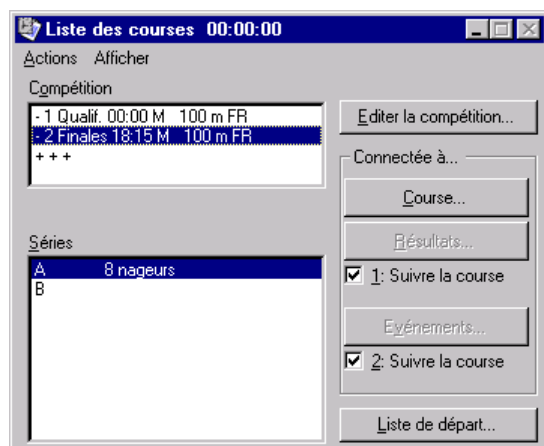 Liste des courses 00:00:00
Actions Afficher
Compétition
- 1 Qualif. 00:00 M 100 m FR
- 2 Finales 18:15 M 100 m FR
+ + +
Editer la compétition...
Connectée à...
Course...
Résultats...
1: Suivre la course
Evénements...
2: Suivre la course
Liste de départ...
Séries
A 8 nageurs
B